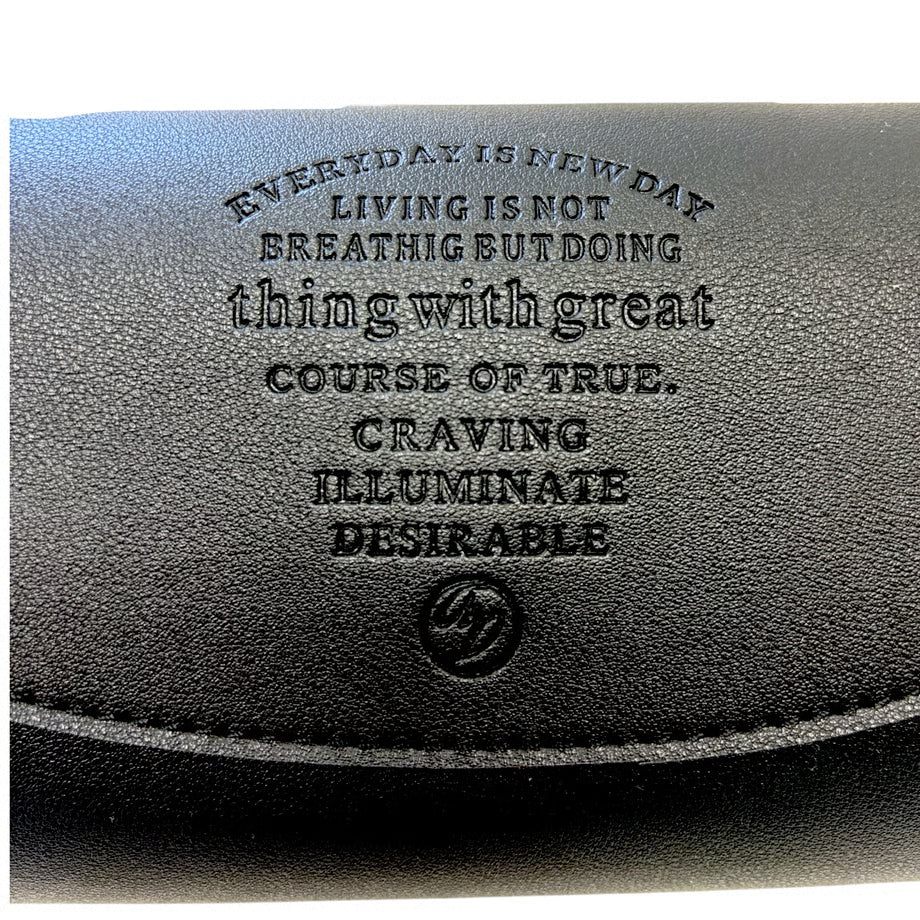 EVERYDAY IS NEW DAY
LIVING IS NOT
BREATHIG BUT DOING
thing with great
COURSE OF TRUE.
CRAVING
ILLUMINATE
DESIRABLE